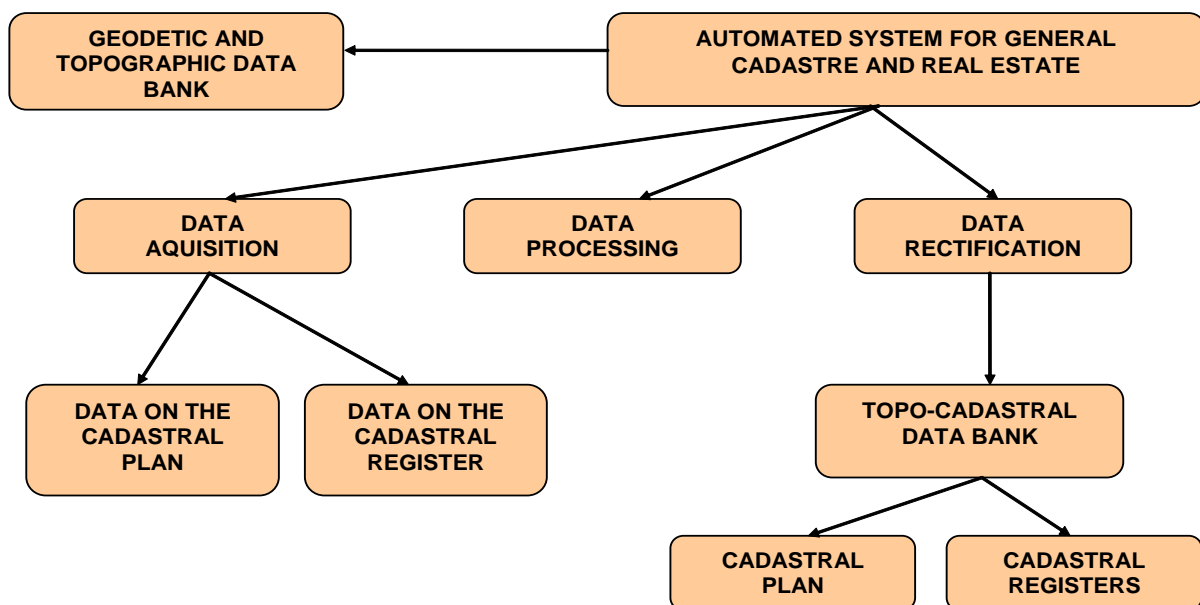 GEODETIC AND
TOPOGRAPHIC DATA
BANK
AUTOMATED SYSTEM FOR GENERAL
CADASTRE AND REAL ESTATE
DATA
AQUISITION
DATA
PROCESSING
DATA
RECTIFICATION
DATA ON THE
CADASTRAL
PLAN
DATA ON THE
CADASTRAL
REGISTER
TOPO-CADASTRAL
DATA BANK
CADASTRAL
PLAN
CADASTRAL
REGISTERS